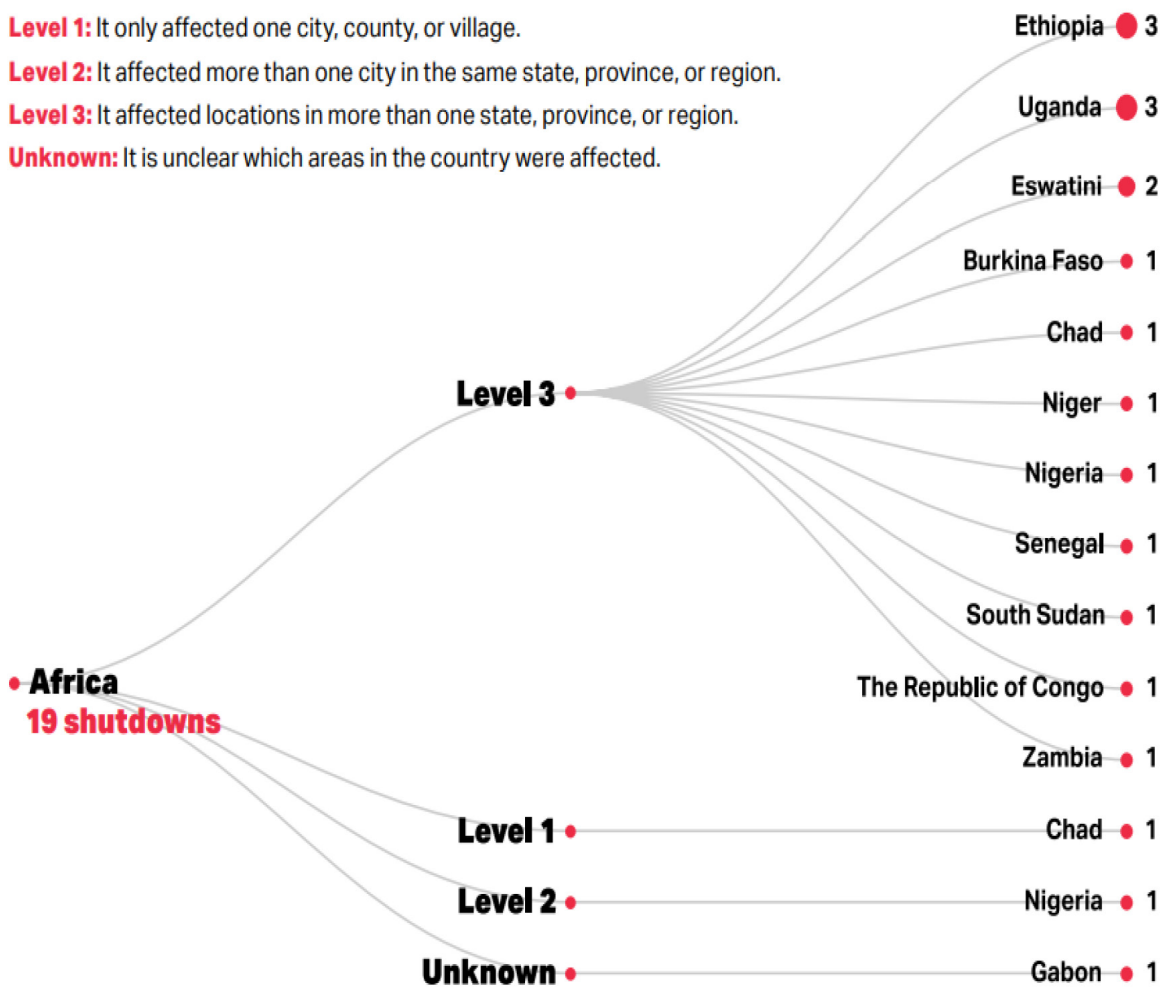 Level 1: It only affected one city, county, or village.
Level 2: It affected more than one city in the same state, province, or region.
Level 3: It affected locations in more than one state, province, or region.
Unknown: It is unclear which areas in the country were affected.
Ethiopia 3
Uganda 3
Eswatini 2
Burkina Faso 1
Chad 1
Level 3
Niger 1
Nigeria 1
Senegal 1
South Sudan 1
Africa
19 shutdowns
The Republic of Congo 1
Zambia 1
Level 1
Chad 1
Level 2
Nigeria 1
Unknown
Gabon 1